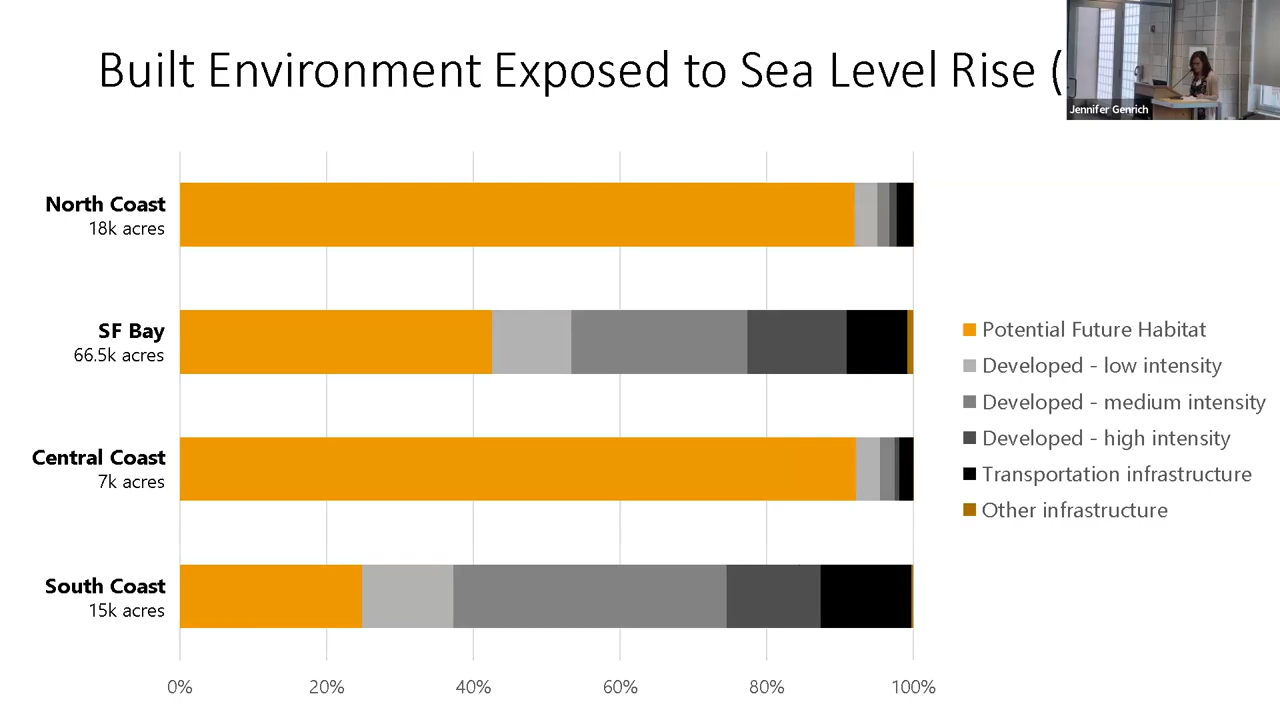 Built Environment Exposed to Sea Level Rise (
Jennifer Genrich
North Coast
18k acres
SF Bay
66.5k acres
Central Coast
7k acres
South Coast
15k acres
0%
20%
40%
60%
80%
100%
Potential Future Habitat
Developed - low intensity
Developed - medium intensity
Developed - high intensity
Transportation infrastructure
Other infrastructure